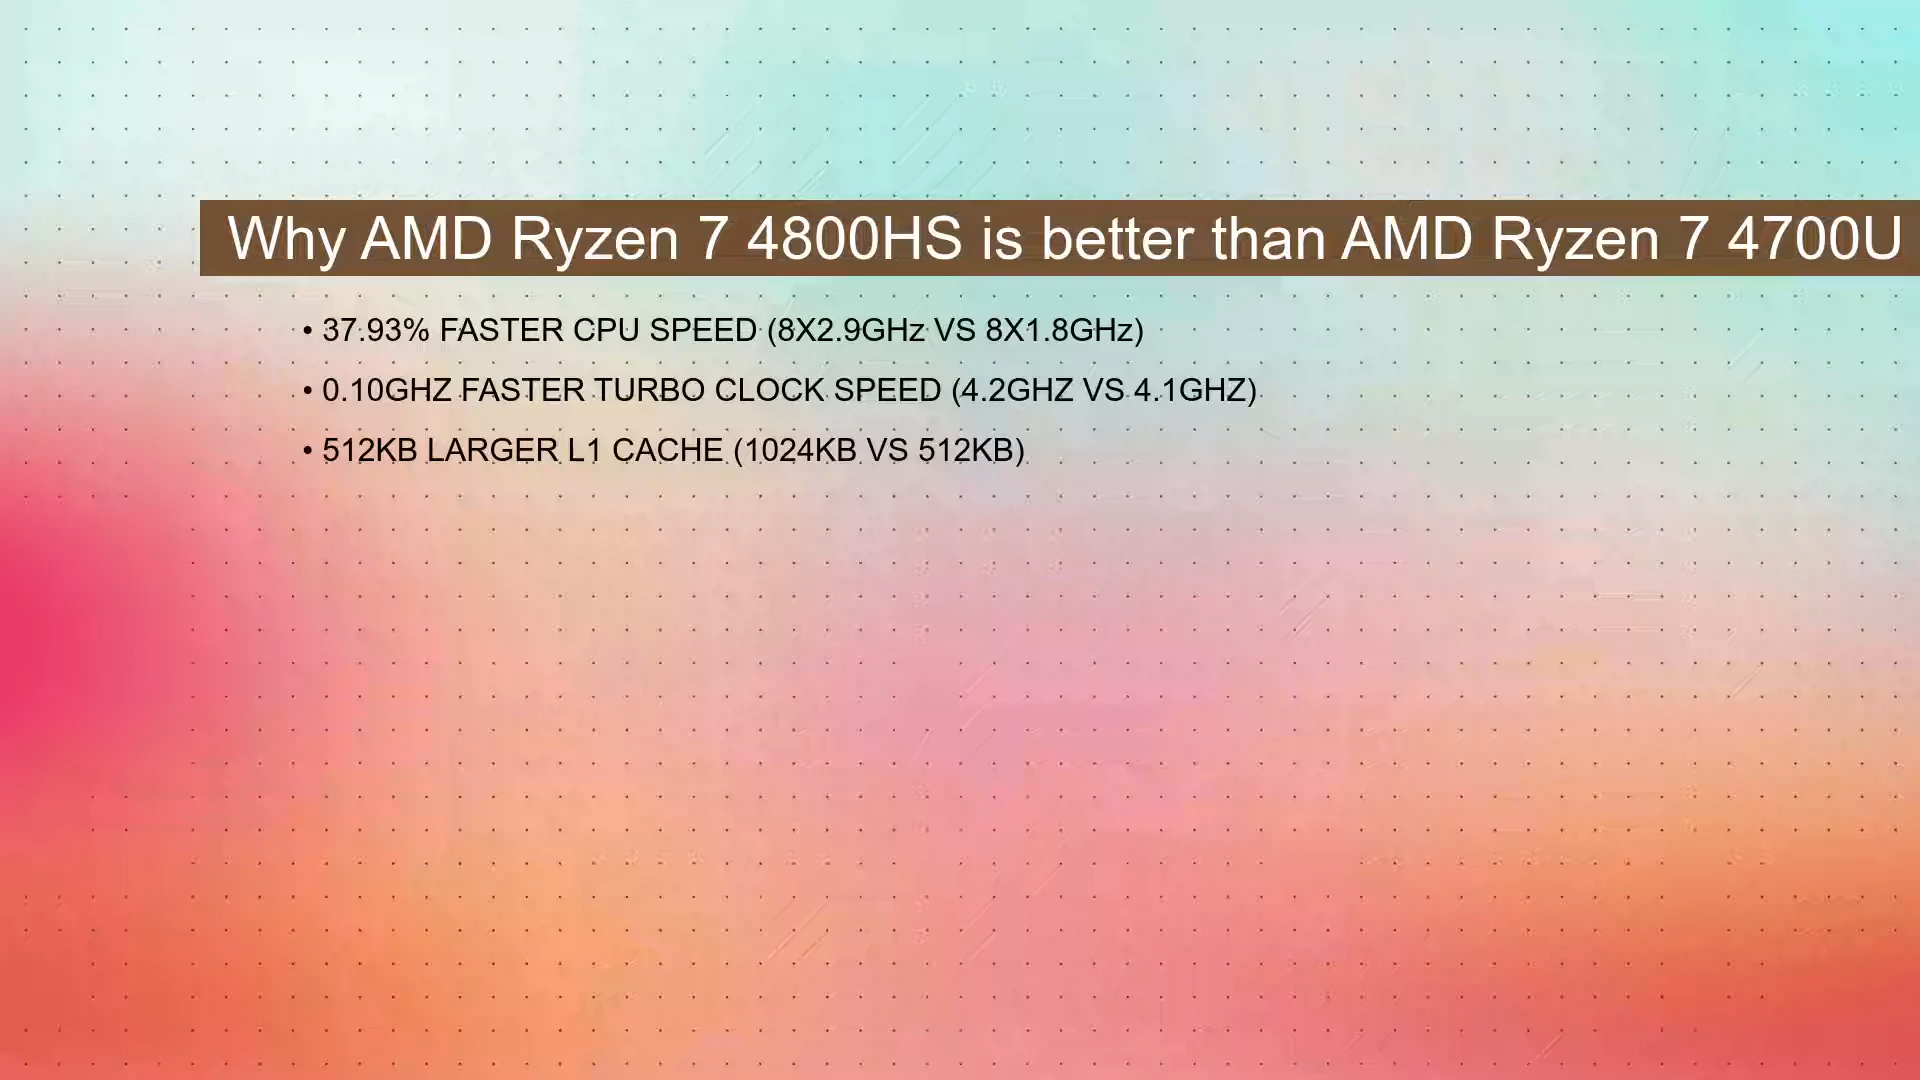 Why AMD Ryzen 7 4800HS is better than AMD Ryzen 7 4700U
• 37.93% FASTER CPU SPEED (8X2.9GHz VS 8X1.8GHz)
• 0.10GHZ FASTER TURBO CLOCK SPEED (4.2GHZ VS 4.1GHZ)
• 512KB LARGER L1 CACHE (1024KB VS 512KB)